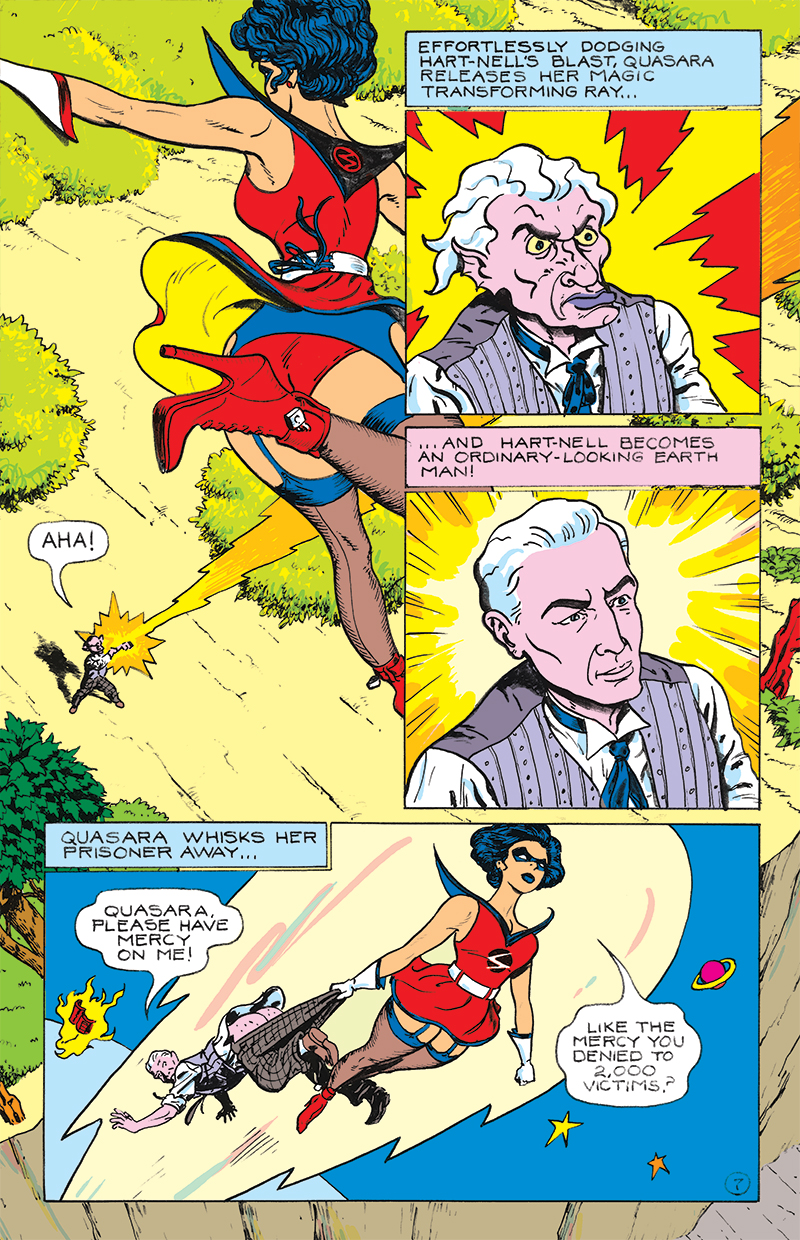 EFFORTLESSLY DODGING
HART-NELL'S BLAST, QUASARA
RELEASES HER MAGIC
TRANSFORMING RAY...
AHA!
...AND HART-NELL BECOMES
AN ORDINARY-LOOKING EARTH
MAN!
QUASARA WHISKS HER
PRISONER AWAY...
QUASARA,
PLEASE HAVE
MERCY
ON ME!
LIKE THE
MERCY YOU
DENIED TO
2,000
VICTIMS?
7